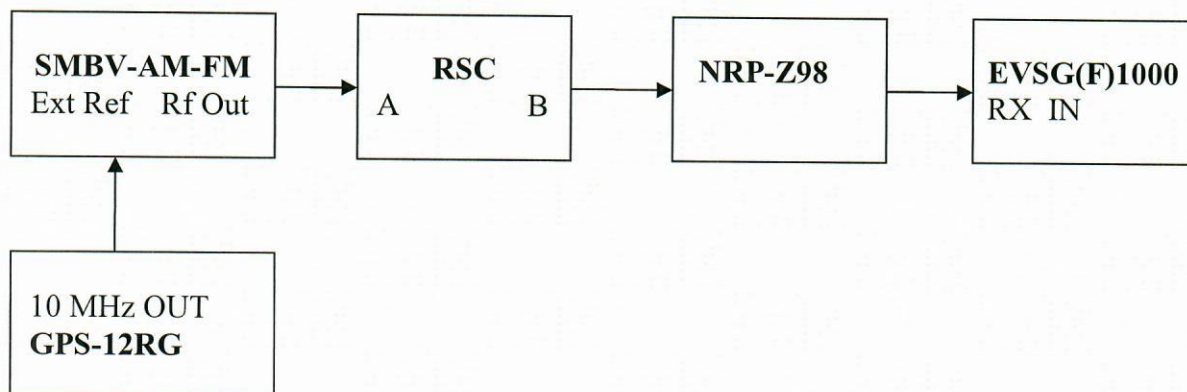 SMBV-AM-FM
Ext Ref Rf Out
RSC
A B
NRP-Z98
EVSG(F)1000
RX IN
10 MHz OUT
GPS-12RG